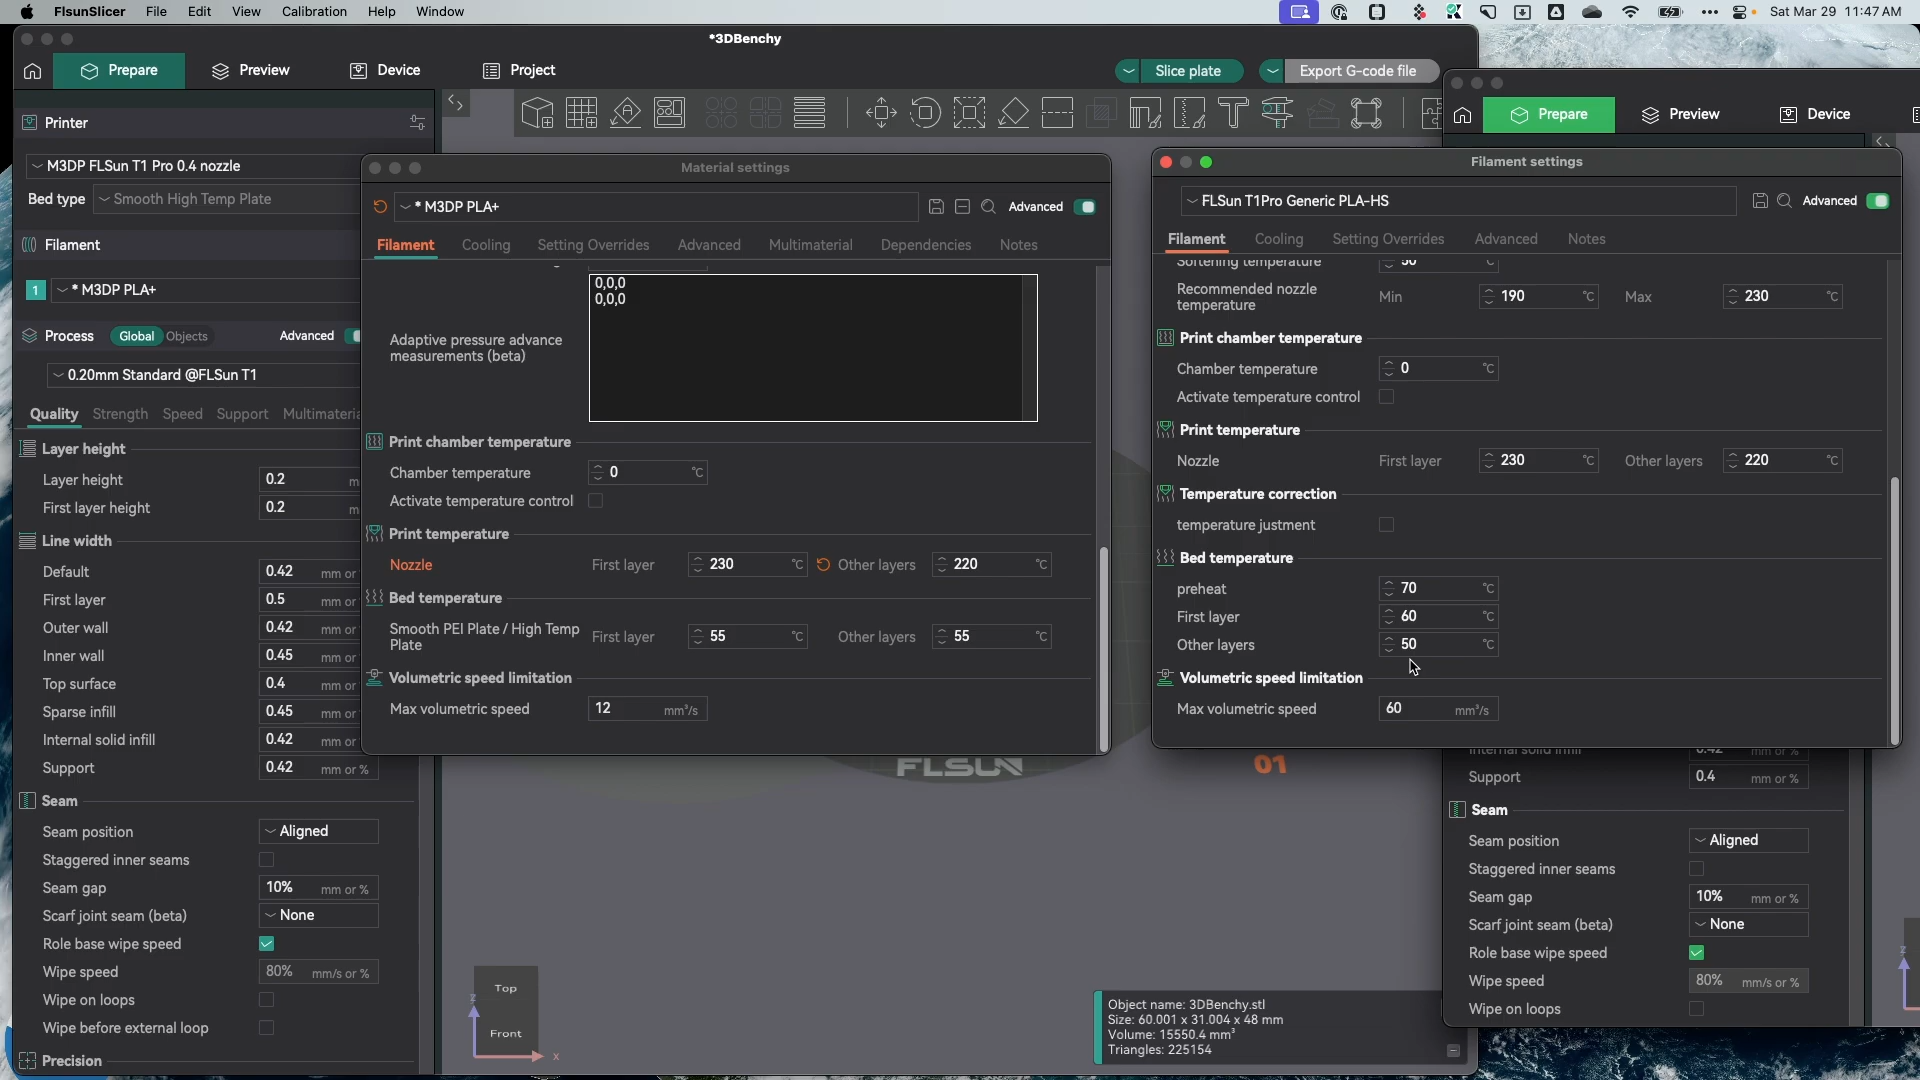 FlsunSlicer File Edit View Calibration Help Window
Sat Mar 29 11:47 AM
*3DBenchy
Prepare Preview Device Project
Slice plate Export G-code file
Printer
M3DP FLSun T1 Pro 0.4 nozzle
Bed type Smooth High Temp Plate
Filament
1 * M3DP PLA+
Process Global Objects Advanced
0.20mm Standard @FLSun T1
Quality Strength Speed Support Multimateria
Layer height
Layer height 0.2 m
First layer height 0.2 m
Line width
Default 0.42 mm or
First layer 0.5 mm or
Outer wall 0.42 mm or
Inner wall 0.45 mm or
Top surface 0.4 mm or
Sparse infill 0.45 mm or
Internal solid infill 0.42 mm or
Support 0.42 mm or %
Seam
Seam position Aligned
Staggered inner seams
Seam gap 10% mm or %
Scarf joint seam (beta) None
Role base wipe speed
Wipe speed 80% mm/s or %
Wipe on loops
Wipe before external loop
Precision
Material settings
* M3DP PLA+ Advanced
Filament Cooling Setting Overrides Advanced Multimaterial Dependencies Notes
0,0,0
0,0,0
Adaptive pressure advance
measurements (beta)
Print chamber temperature
Chamber temperature 0 °C
Activate temperature control
Print temperature
Nozzle First layer 230 °C Other layers 220 °C
Bed temperature
Smooth PEI Plate / High Temp
Plate First layer 55 °C Other layers 55 °C
Volumetric speed limitation
Max volumetric speed 12 mm³/s
FLSUN
01
Top
Front
z
x
Object name: 3DBenchy.stl
Size: 60.001 x 31.004 x 48 mm
Volume: 15550.4 mm³
Triangles: 225154
Prepare Preview Device
Filament settings
FLSun T1Pro Generic PLA-HS Advanced
Filament Cooling Setting Overrides Advanced Notes
Softening temperature 50 °C
Recommended nozzle
temperature Min 190 °C Max 230 °C
Print chamber temperature
Chamber temperature 0 °C
Activate temperature control
Print temperature
Nozzle First layer 230 °C Other layers 220 °C
Temperature correction
temperature justment
Bed temperature
preheat 70 °C
First layer 60 °C
Other layers 50 °C
Volumetric speed limitation
Max volumetric speed 60 mm³/s
Internal solid infill 0.42 mm or %
Support 0.4 mm or %
Seam
Seam position Aligned
Staggered inner seams
Seam gap 10% mm or %
Scarf joint seam (beta) None
Role base wipe speed
Wipe speed 80% mm/s or %
Wipe on loops
z